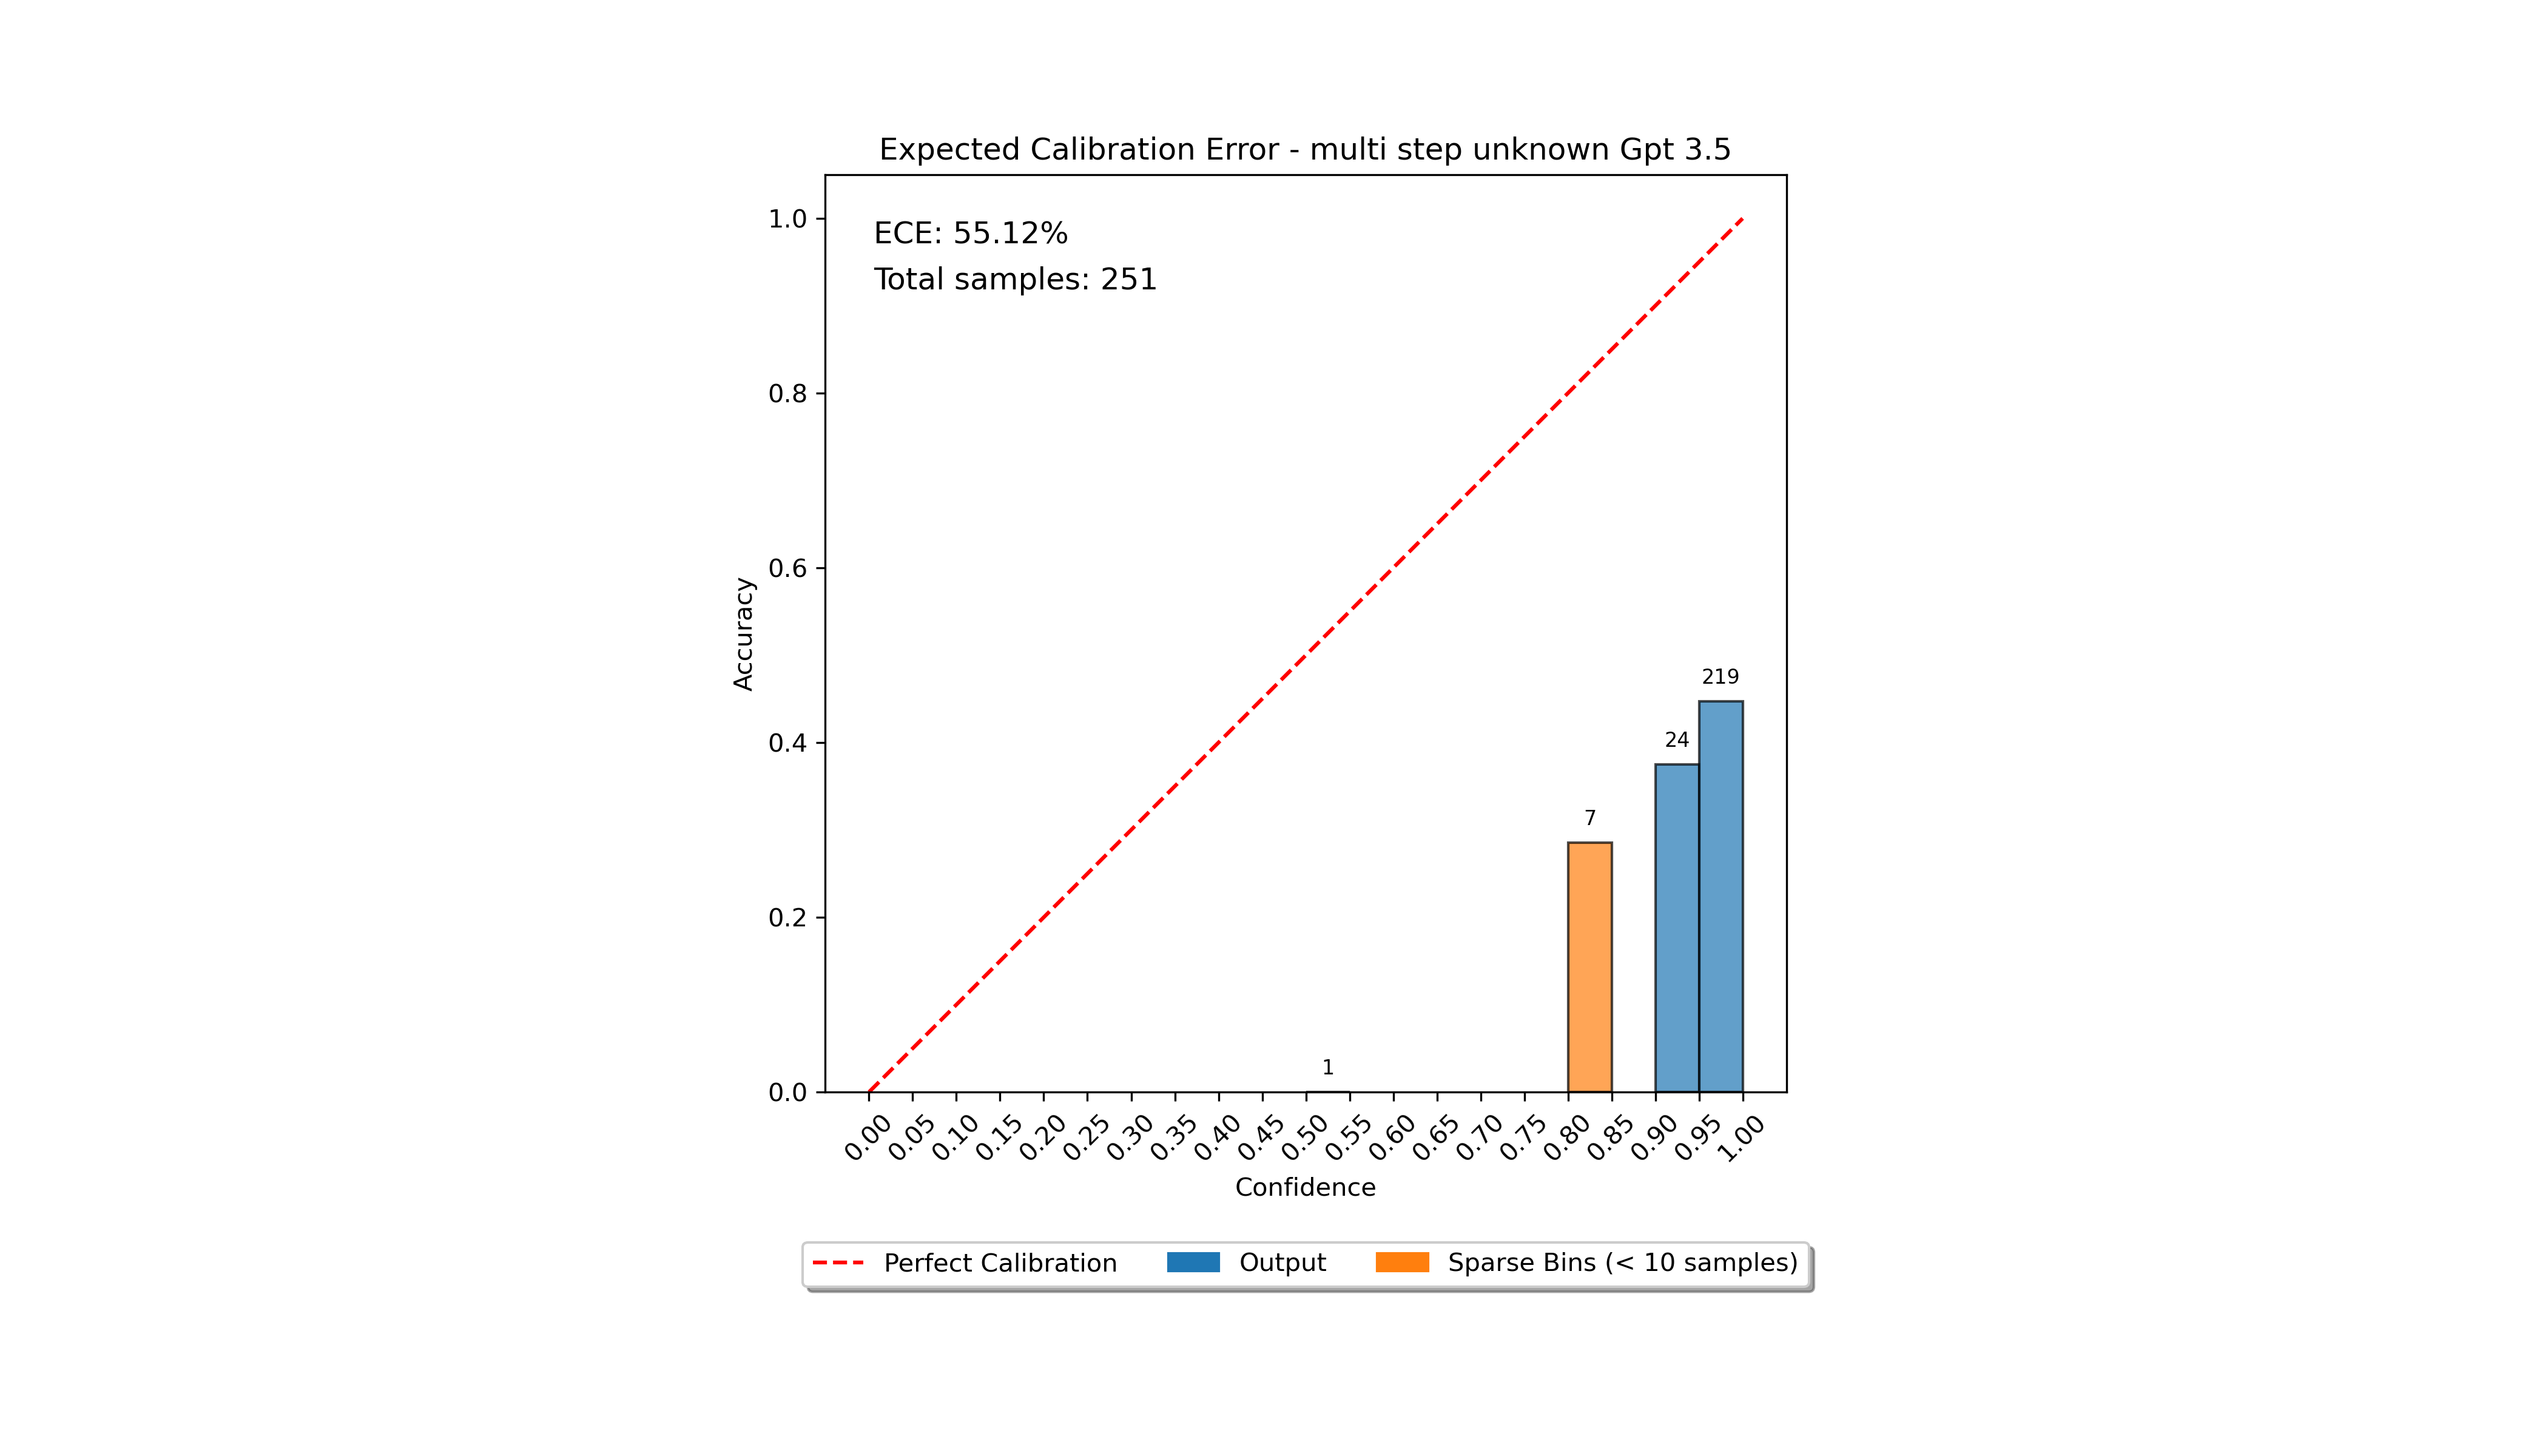 Expected Calibration Error - multi step unknown Gpt 3.5
ECE: 55.12%
Total samples: 251
1.0
0.8
0.6
0.4
0.2
0.0
Accuracy
219
24
7
1
0.00 0.05 0.10 0.15 0.20 0.25 0.30 0.35 0.40 0.45 0.50 0.55 0.60 0.65 0.70 0.75 0.80 0.85 0.90 0.95 1.00
Confidence
Perfect Calibration Output Sparse Bins (< 10 samples)